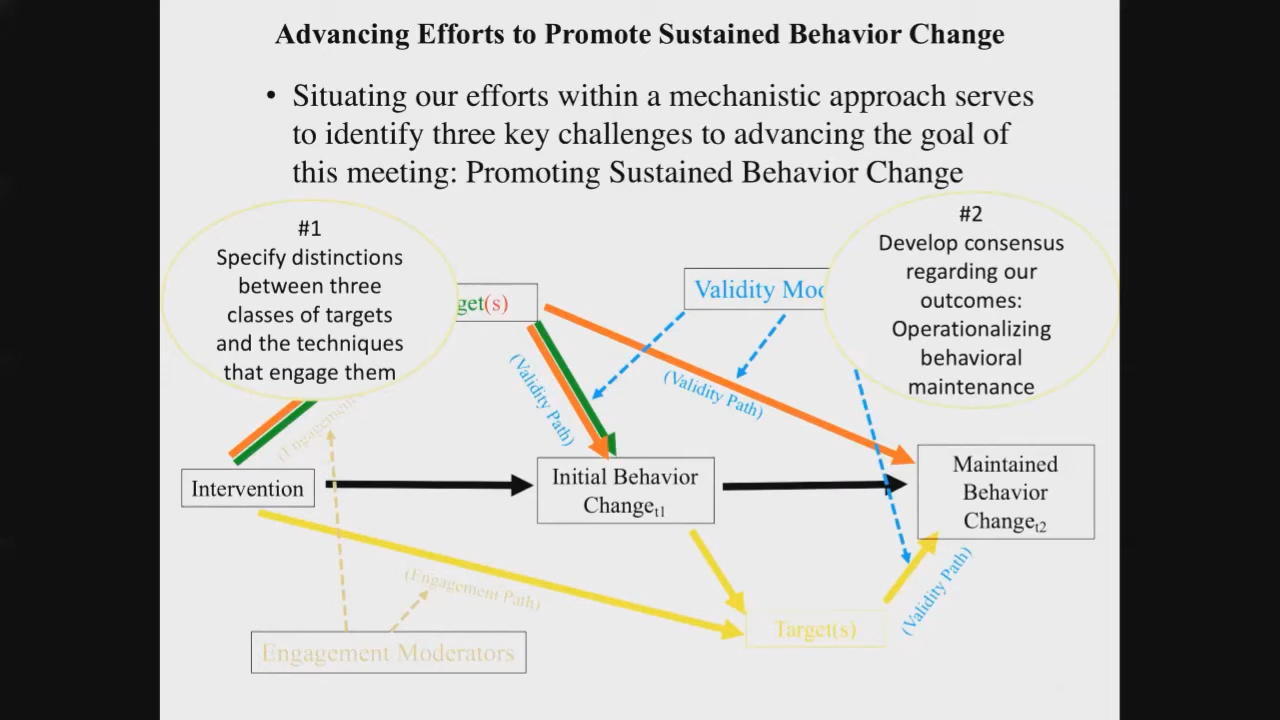 Advancing Efforts to Promote Sustained Behavior Change
• Situating our efforts within a mechanistic approach serves
to identify three key challenges to advancing the goal of
this meeting: Promoting Sustained Behavior Change
#1
Specify distinctions
between three
classes of targets
and the techniques
that engage them
get(s)
Validity Mod
#2
Develop consensus
regarding our
outcomes:
Operationalizing
behavioral
maintenance
(Validity Path)
(Validity Path)
(Engagement
Intervention
Initial Behavior
Change t1
Maintained
Behavior
Change t2
(Engagement Path)
(Validity Path)
Target(s)
Engagement Moderators